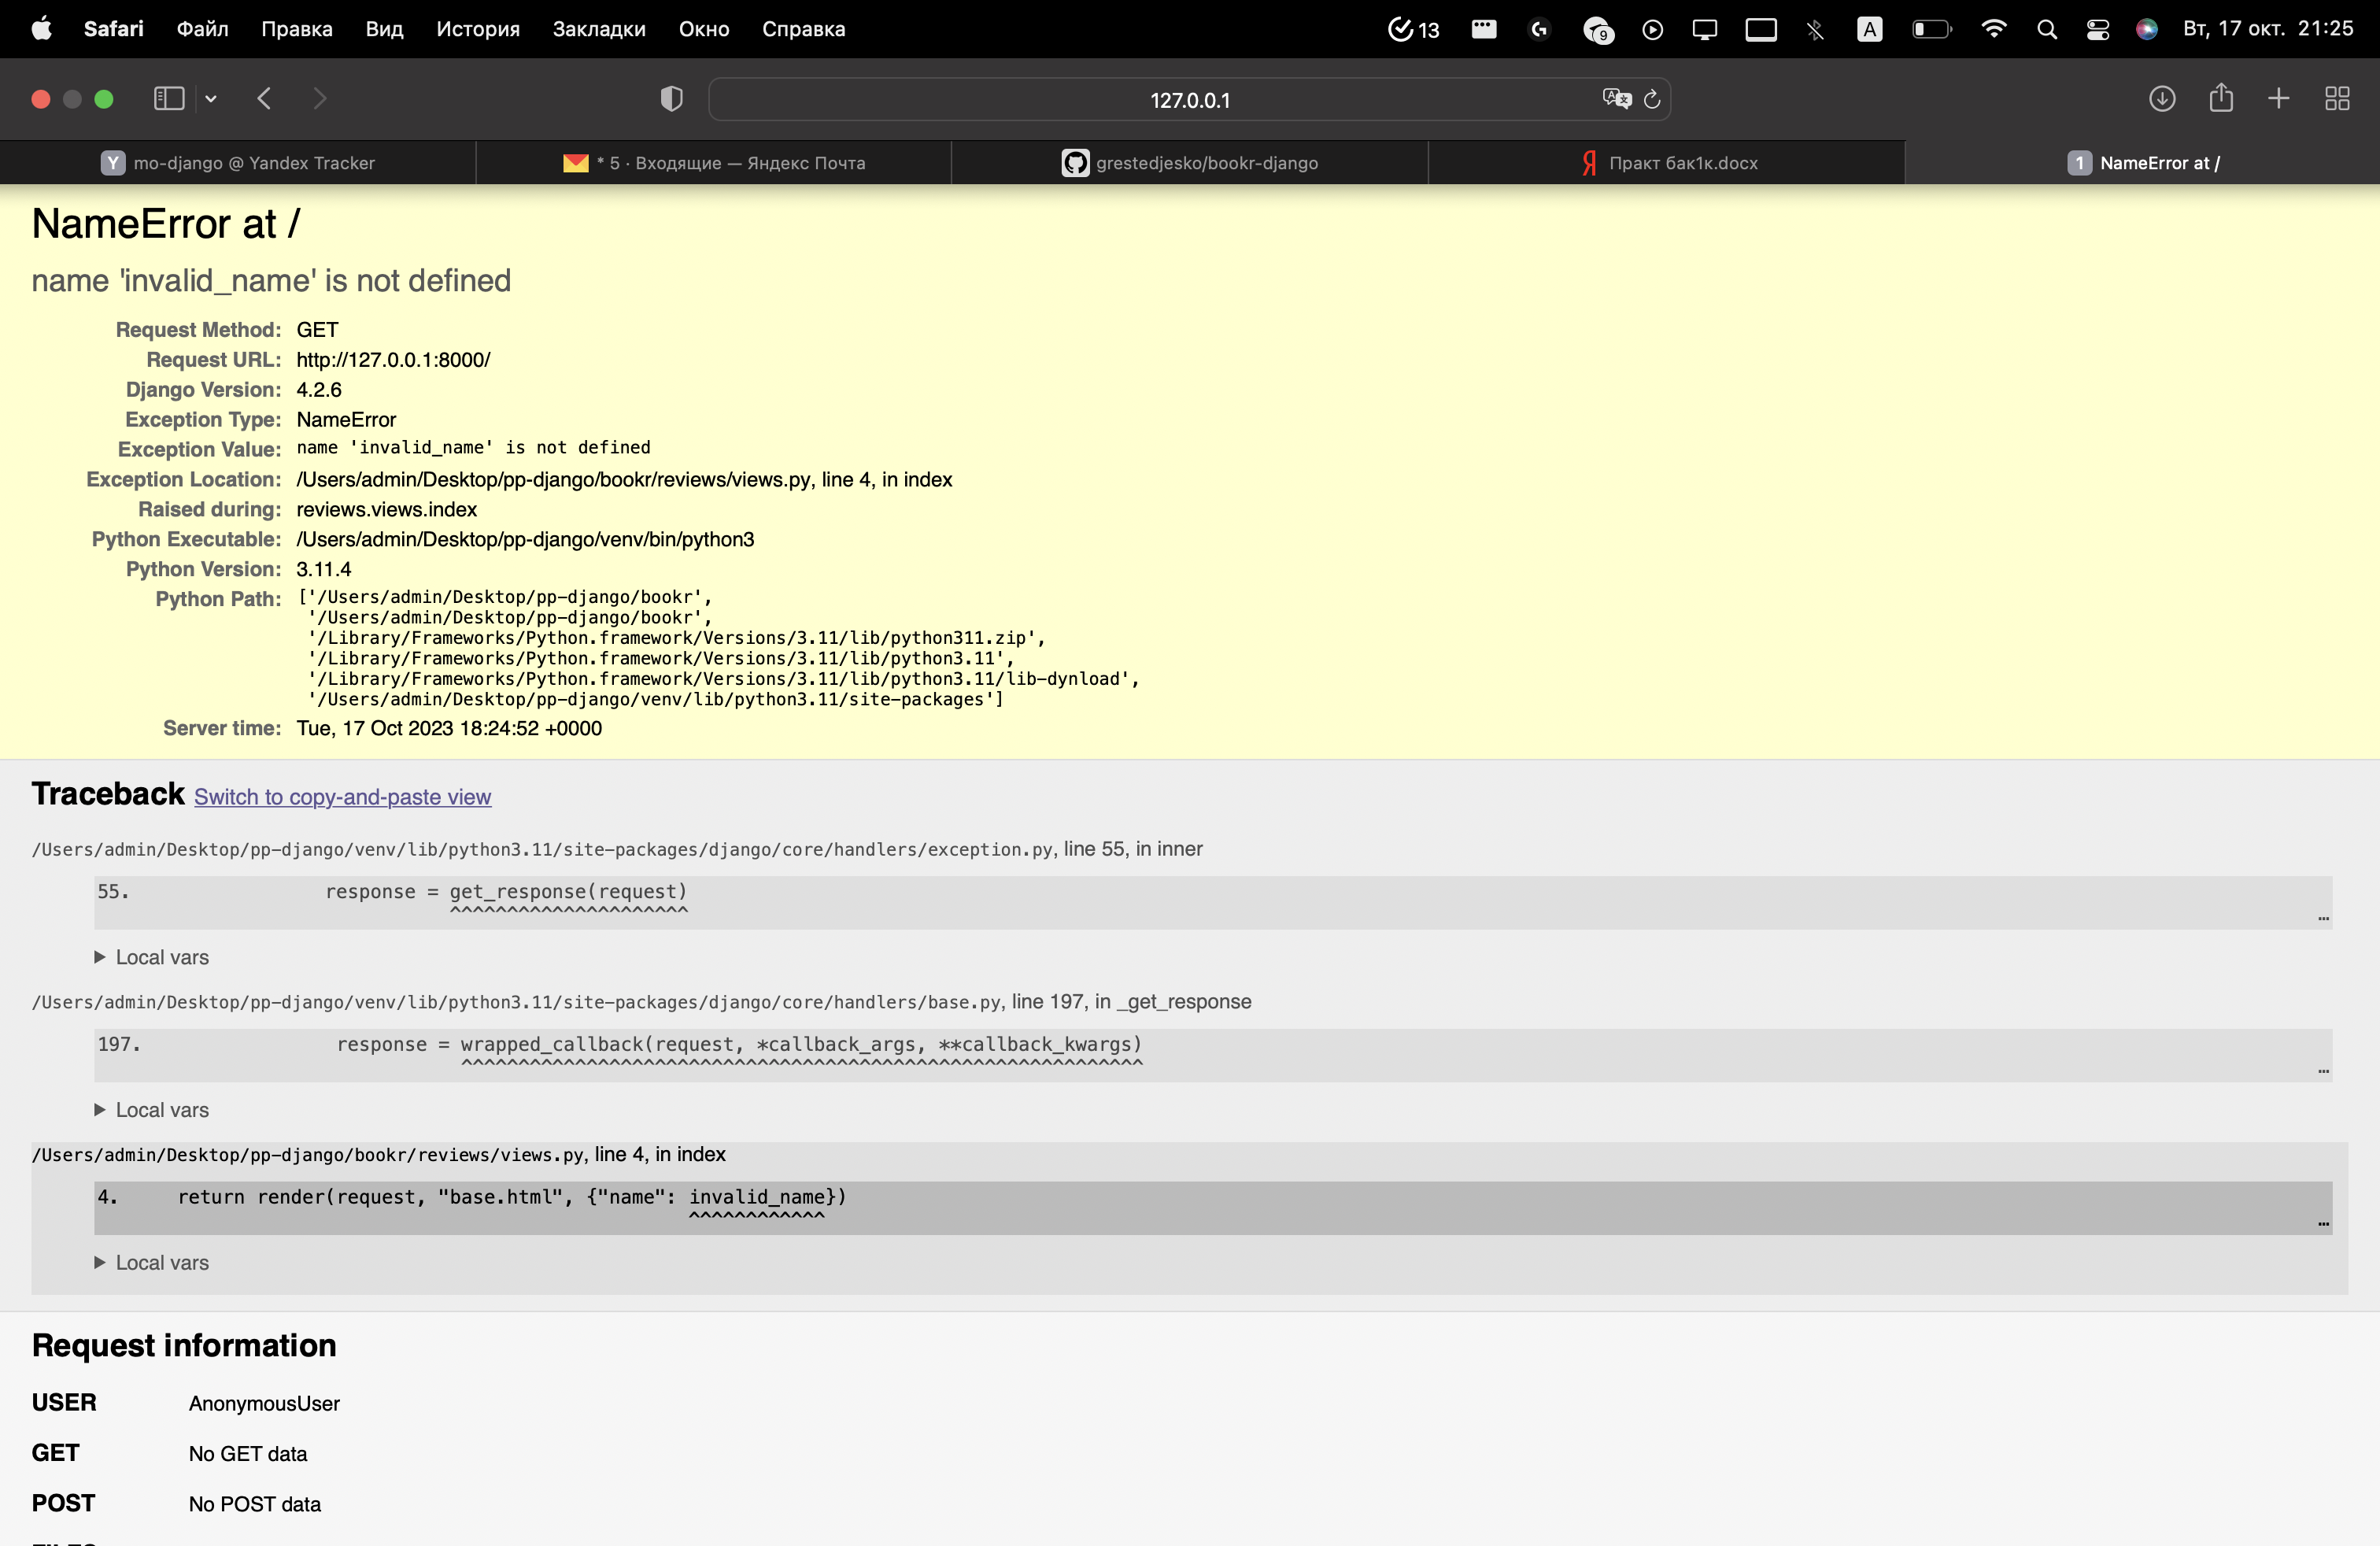 Safari Файл Правка Вид История Закладки Окно Справка 13 9 A Вт, 17 окт. 21:25
127.0.0.1
Y mo-django @ Yandex Tracker * 5 · Входящие — Яндекс Почта grestedjesko/bookr-django Я Практ бак1к.docx 1 NameError at /
NameError at /
name 'invalid_name' is not defined
Request Method: GET
Request URL: http://127.0.0.1:8000/
Django Version: 4.2.6
Exception Type: NameError
Exception Value: name 'invalid_name' is not defined
Exception Location: /Users/admin/Desktop/pp-django/bookr/reviews/views.py, line 4, in index
Raised during: reviews.views.index
Python Executable: /Users/admin/Desktop/pp-django/venv/bin/python3
Python Version: 3.11.4
Python Path: ['/Users/admin/Desktop/pp-django/bookr',
'/Users/admin/Desktop/pp-django/bookr',
'/Library/Frameworks/Python.framework/Versions/3.11/lib/python311.zip',
'/Library/Frameworks/Python.framework/Versions/3.11/lib/python3.11',
'/Library/Frameworks/Python.framework/Versions/3.11/lib/python3.11/lib-dynload',
'/Users/admin/Desktop/pp-django/venv/lib/python3.11/site-packages']
Server time: Tue, 17 Oct 2023 18:24:52 +0000
Traceback Switch to copy-and-paste view
/Users/admin/Desktop/pp-django/venv/lib/python3.11/site-packages/django/core/handlers/exception.py, line 55, in inner
55. response = get_response(request)
^^^^^^^^^^^^^^^^^^^^^
…
Local vars
/Users/admin/Desktop/pp-django/venv/lib/python3.11/site-packages/django/core/handlers/base.py, line 197, in _get_response
197. response = wrapped_callback(request, *callback_args, **callback_kwargs)
^^^^^^^^^^^^^^^^^^^^^^^^^^^^^^^^^^^^^^^^^^^^^^^^^^^^^^^^^^^^
…
Local vars
/Users/admin/Desktop/pp-django/bookr/reviews/views.py, line 4, in index
4. return render(request, "base.html", {"name": invalid_name})
^^^^^^^^^^^^
…
Local vars
Request information
USER AnonymousUser
GET No GET data
POST No POST data